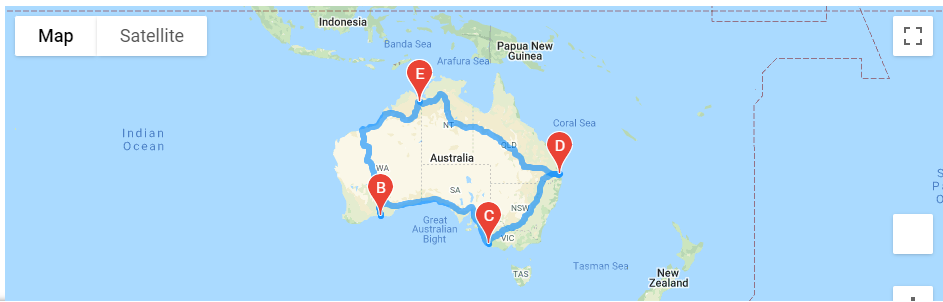 Map
Satellite
Indonesia
Banda Sea
Arafura Sea
Papua New
Guinea
Indian
Ocean
E
NT
Coral Sea
QLD
D
Australia
WA
B
SA
NSW
C
Great
Australian
Bight
VIC
TAS
Tasman Sea
New
Zealand
S
P
O